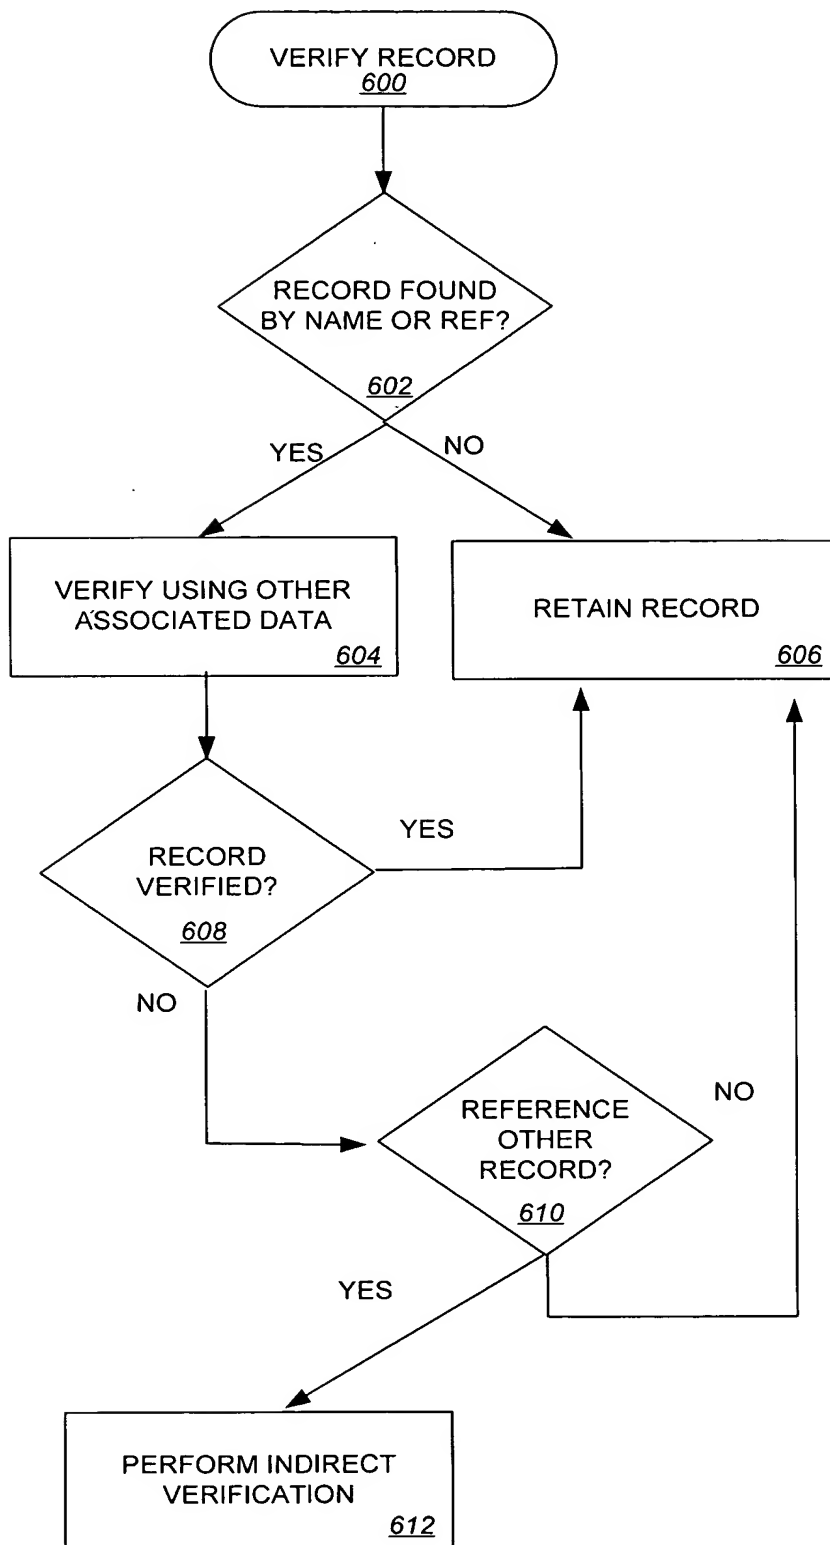 VERIFY RECORD
600
RECORD FOUND
BY NAME OR REF?
602
YES
NO
VERIFY USING OTHER
ASSOCIATED DATA
604
RETAIN RECORD
606
RECORD
VERIFIED?
608
YES
NO
REFERENCE
OTHER
RECORD?
610
NO
YES
PERFORM INDIRECT
VERIFICATION
612